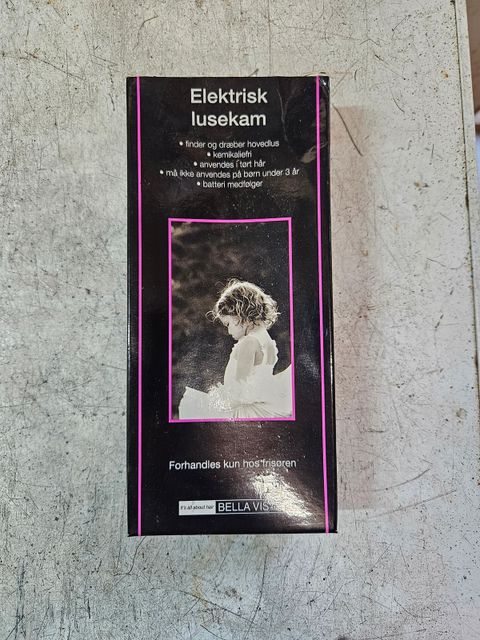 Elektrisk
lusekam
• finder og dræber hovedlus
• kemikaliefri
• anvendes i tørt hår
• må ikke anvendes på børn under 3 år
• batteri medfølger
Forhandles kun hos frisøren
it's all about hair BELLA